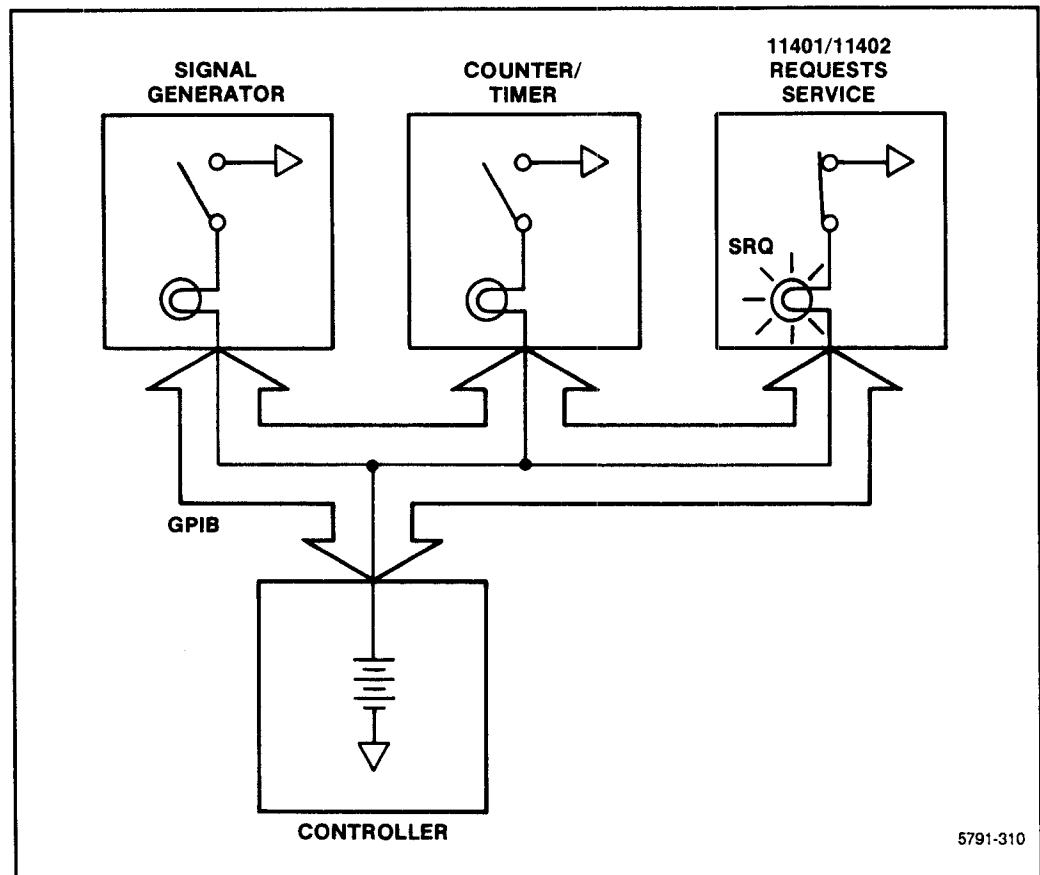 SIGNAL
GENERATOR
COUNTER/
TIMER
11401/11402
REQUESTS
SERVICE
SRQ
GPIB
CONTROLLER
5791-310